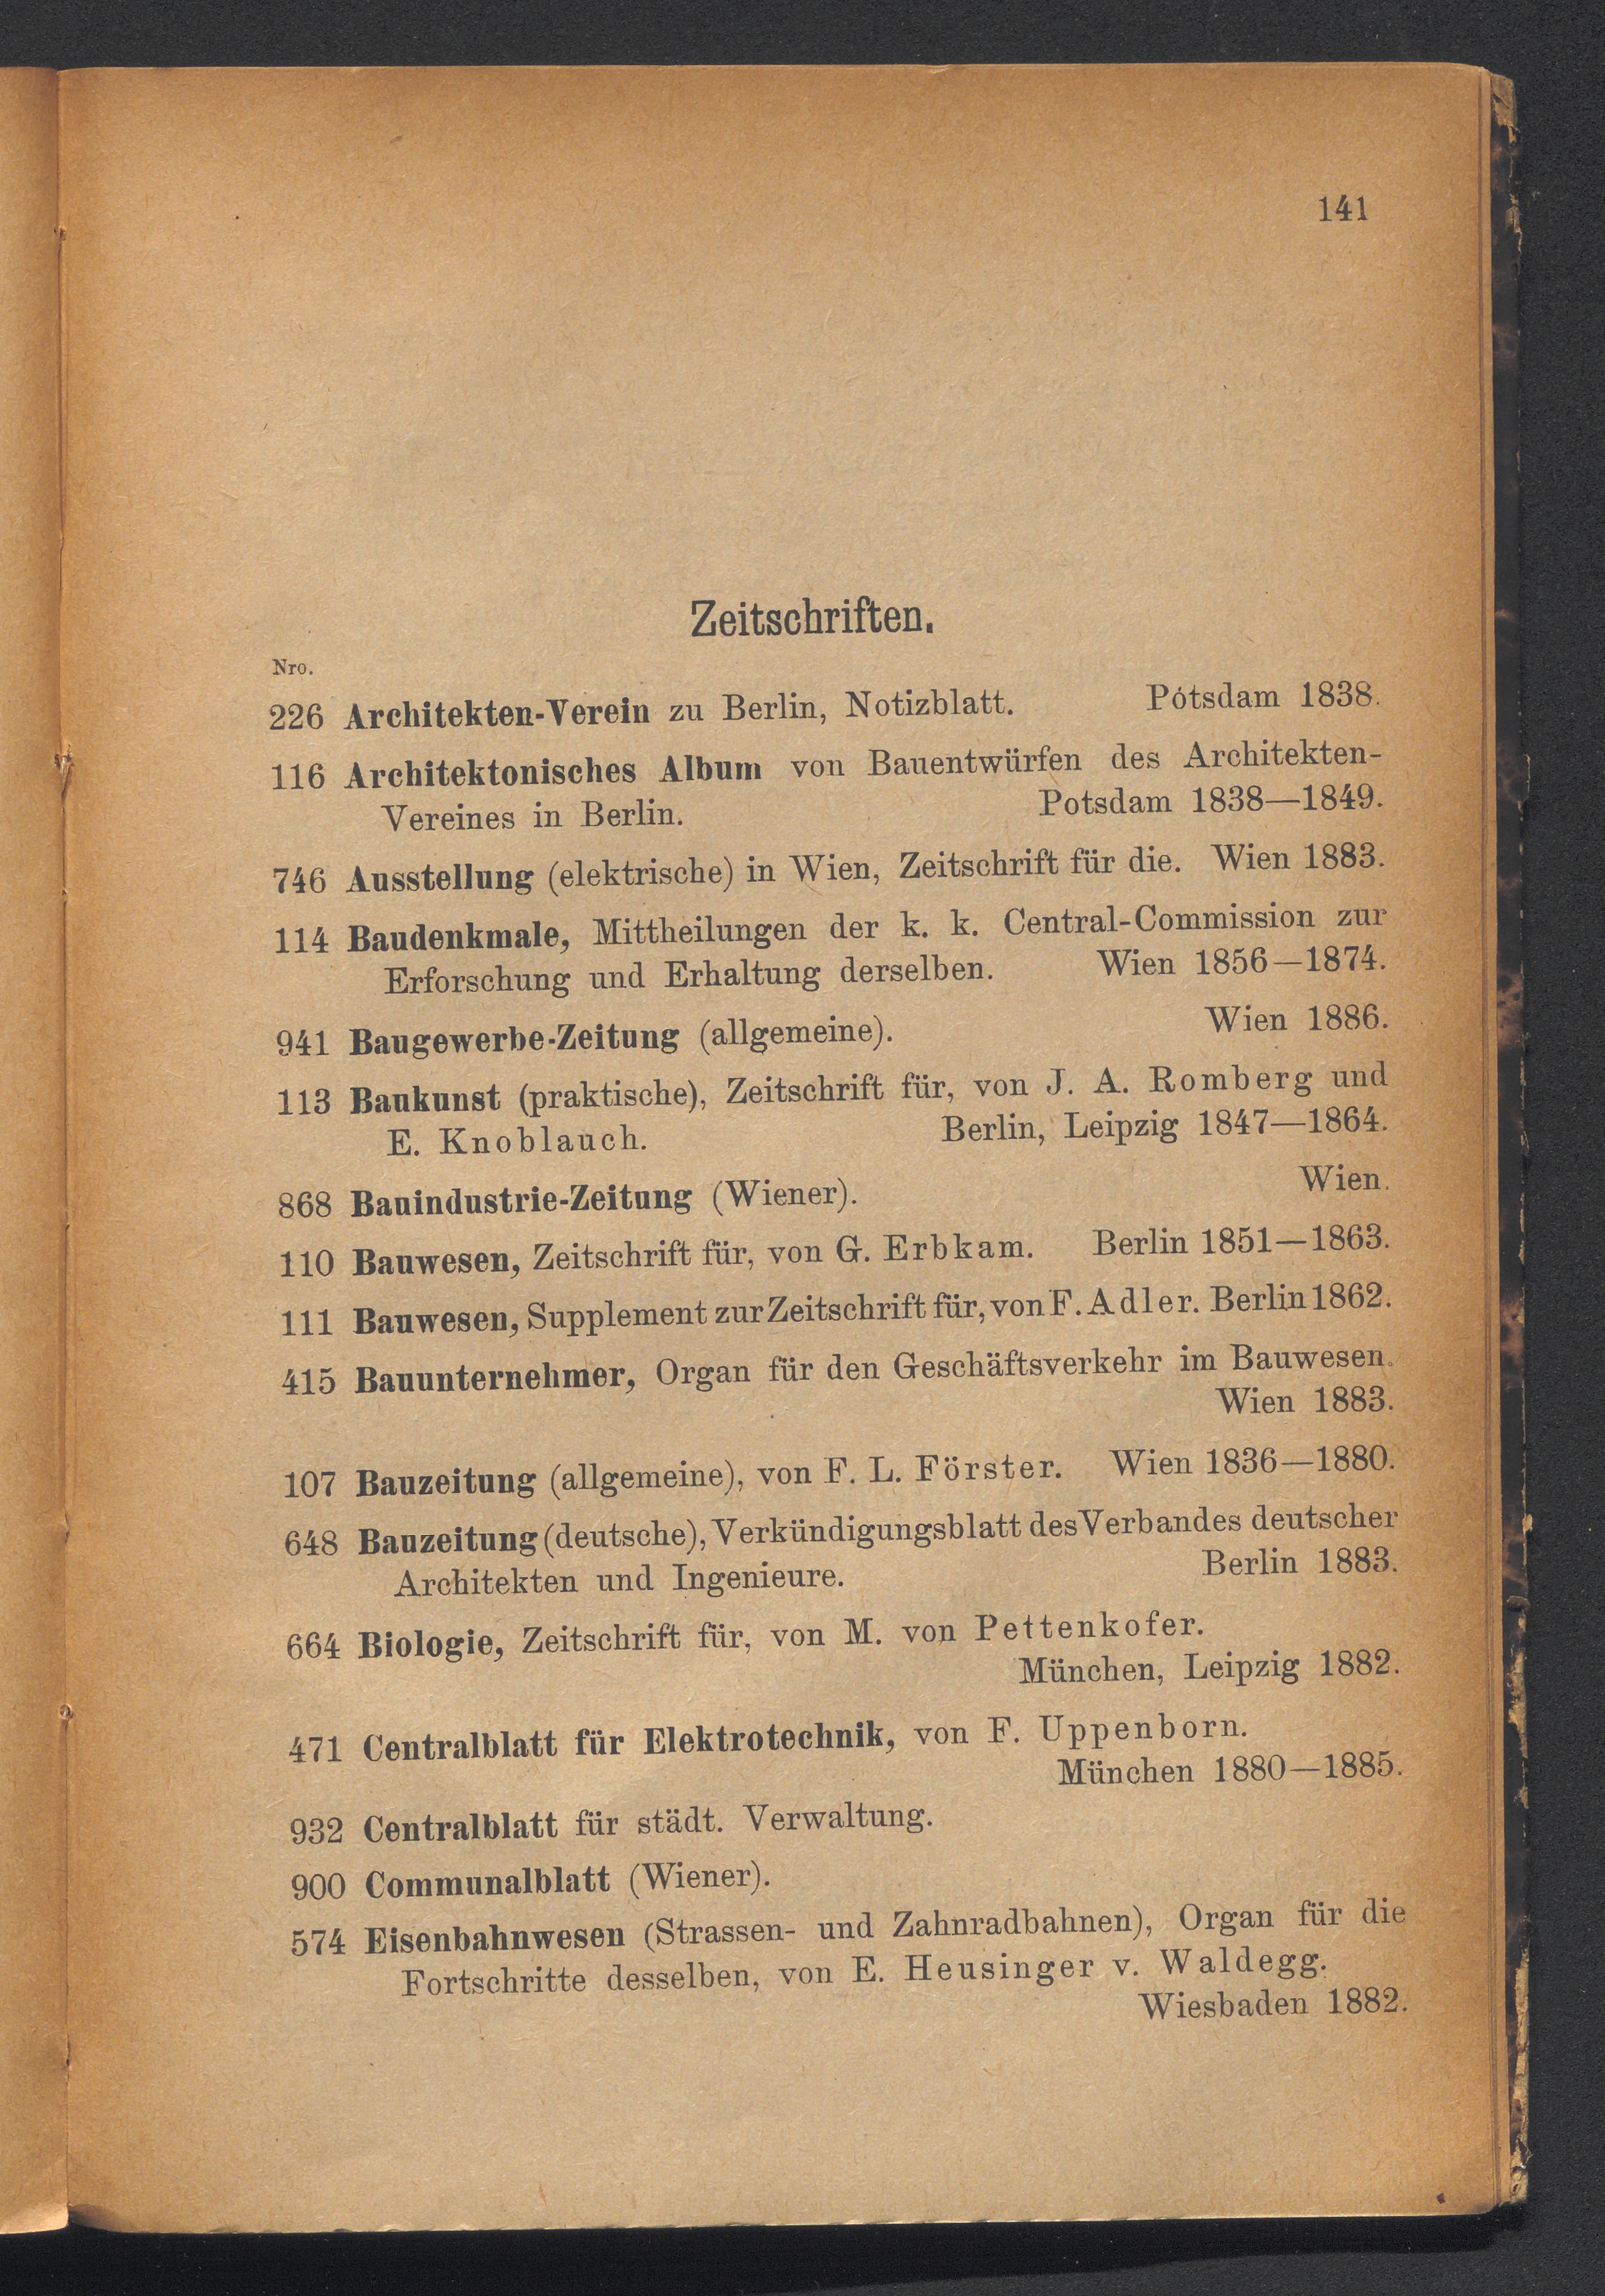 141
Zeitschriften.
Nro.
226 Architekten-Verein zu Berlin, Notizblatt. Potsdam 1838.
116 Architektonisches Album von Bauentwürfen des Architekten-
Vereines in Berlin. Potsdam 1838—1849.
746 Ausstellung (elektrische) in Wien, Zeitschrift für die. Wien 1883.
114 Baudenkmale, Mittheilungen der k. k. Central-Commission zur
Erforschung und Erhaltung derselben. Wien 1856—1874.
941 Baugewerbe-Zeitung (allgemeine). Wien 1886.
113 Baukunst (praktische), Zeitschrift für, von J. A. Romberg und
E. Knoblauch. Berlin, Leipzig 1847—1864.
868 Bauindustrie-Zeitung (Wiener). Wien.
110 Bauwesen, Zeitschrift für, von G. Erbkam. Berlin 1851—1863.
111 Bauwesen, Supplement zur Zeitschrift für, von F. Adler. Berlin 1862.
415 Bauunternehmer, Organ für den Geschäftsverkehr im Bauwesen.
Wien 1883.
107 Bauzeitung (allgemeine), von F. L. Förster. Wien 1836—1880.
648 Bauzeitung (deutsche), Verkündigungsblatt des Verbandes deutscher
Architekten und Ingenieure. Berlin 1883.
664 Biologie, Zeitschrift für, von M. von Pettenkofer.
München, Leipzig 1882.
471 Centralblatt für Elektrotechnik, von F. Uppenborn.
München 1880—1885.
932 Centralblatt für städt. Verwaltung.
900 Communalblatt (Wiener).
574 Eisenbahnwesen (Strassen- und Zahnradbahnen), Organ für die
Fortschritte desselben, von E. Heusinger v. Waldegg.
Wiesbaden 1882.